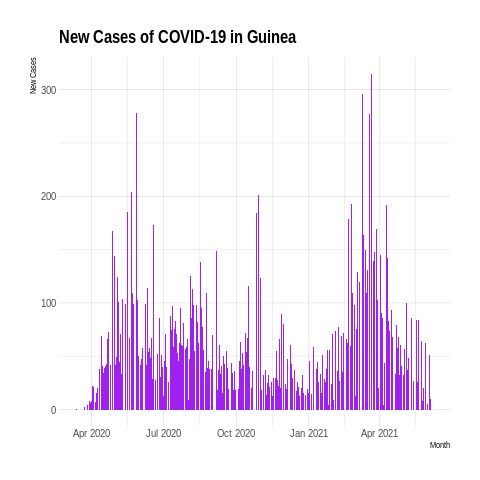 New Cases of COVID-19 in Guinea
New Cases
300
200
100
0
Apr 2020 Jul 2020 Oct 2020 Jan 2021 Apr 2021
Month